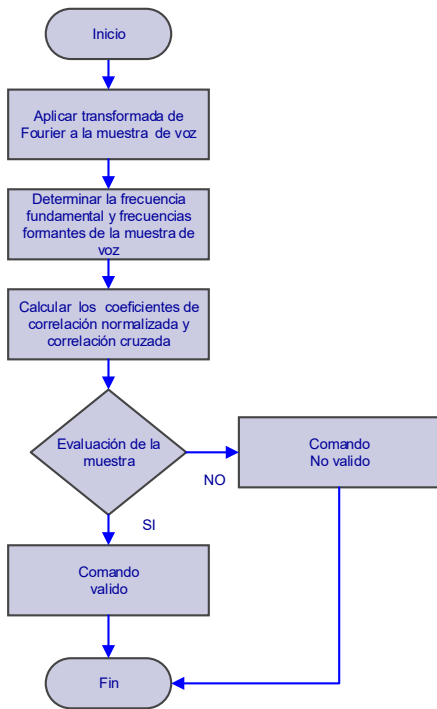 Inicio
Aplicar transformada de
Fourier a la muestra de voz
Determinar la frecuencia
fundamental y frecuencias
formantes de la muestra de
voz
Calcular los coeficientes de
correlación normalizada y
correlación cruzada
Evaluación de la
muestra
NO
Comando
No valido
SI
Comando
valido
Fin